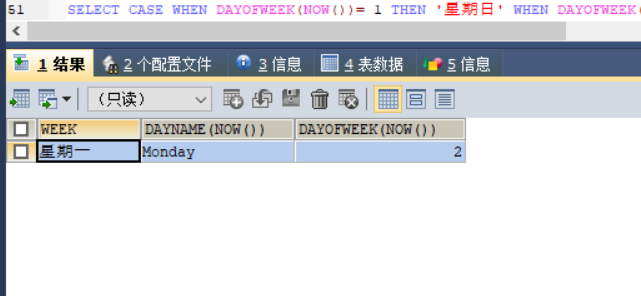 51 SELECT CASE WHEN DAYOFWEEK(NOW())= 1 THEN '星期日' WHEN DAYOFWEEK(
1 结果 2 个配置文件 3 信息 4 表数据 5 信息
（只读）
WEEK DAYNAME(NOW()) DAYOFWEEK(NOW())
星期一 Monday 2